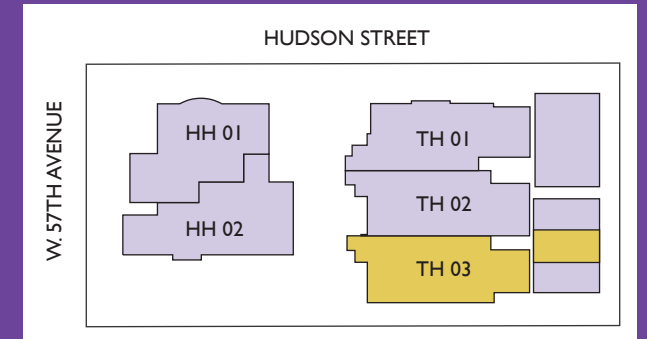 HUDSON STREET
W. 57TH AVENUE
HH 01
HH 02
TH 01
TH 02
TH 03